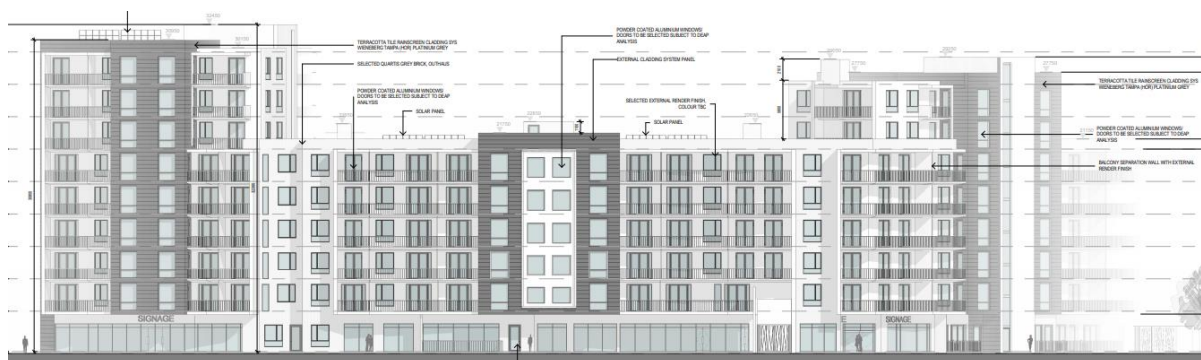 POWDER COATED ALUMINIUM WINDOWS/
DOORS TO BE SELECTED SUBJECT TO DEAP
ANALYSIS
TERRACOTTA TILE RAINSCREEN CLADDING SYS
WIENEBERG TAMPA (HOR) PLATINUM GREY
EXTERNAL CLADDING SYSTEM PANEL
SELECTED QUARTIS GREY BRICK, OUTHAUS
TERRACOTTA TILE RAINSCREEN CLADDING SYS
WIENEBERG TAMPA (HOR) PLATINUM GREY
POWDER COATED ALUMINIUM WINDOWS/
DOORS TO BE SELECTED SUBJECT TO DEAP
ANALYSIS
SELECTED EXTERNAL RENDER FINISH,
COLOUR TBC
SOLAR PANEL
SOLAR PANEL
POWDER COATED ALUMINIUM WINDOWS/
DOORS TO BE SELECTED SUBJECT TO DEAP
ANALYSIS
BALCONY SEPARATION WALL WITH EXTERNAL
RENDER FINISH
SIGNAGE
E
SIGNAGE